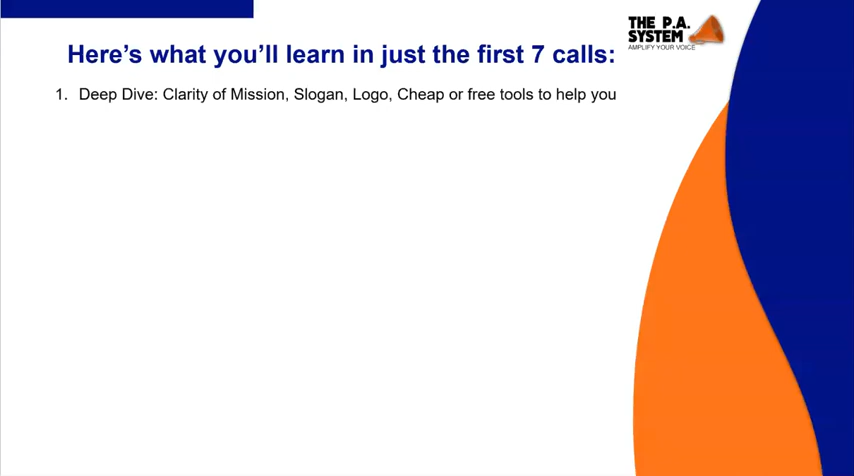 THE P.A.
SYSTEM
AMPLIFY YOUR VOICE
Here’s what you’ll learn in just the first 7 calls:
1. Deep Dive: Clarity of Mission, Slogan, Logo, Cheap or free tools to help you